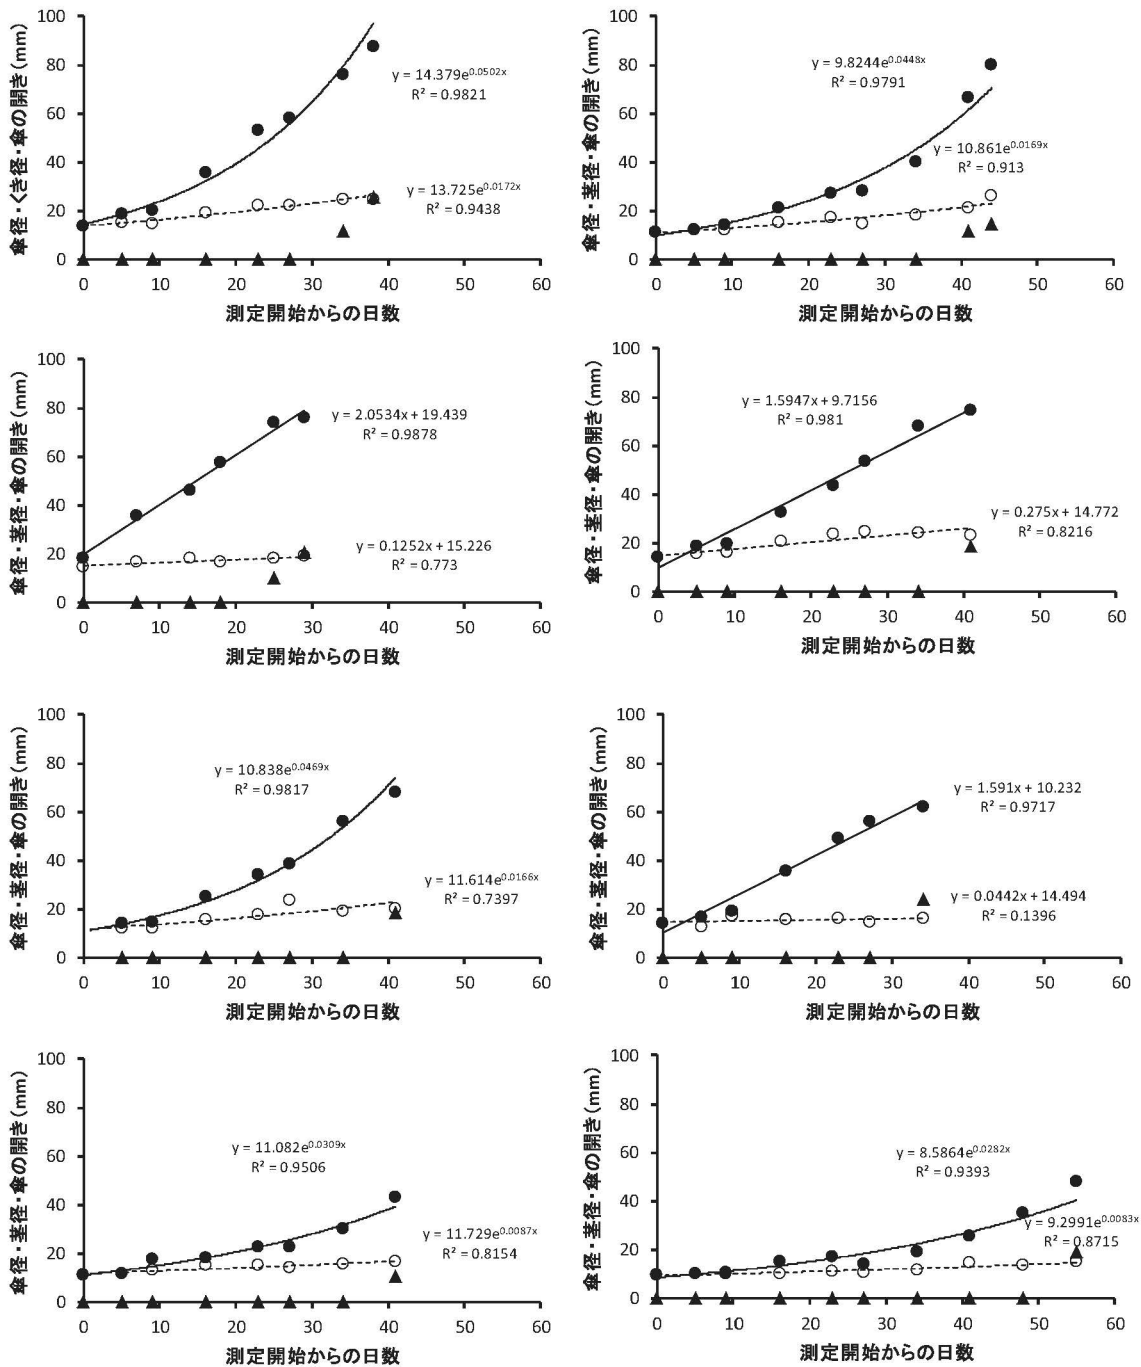 傘径・くき径・傘の開き(mm)
100
80
60
40
20
0
0 10 20 30 40 50 60
測定開始からの日数
y = 14.379e^0.0502x
R² = 0.9821
y = 13.725e^0.0172x
R² = 0.9438
傘径・茎径・傘の開き(mm)
100
80
60
40
20
0
0 10 20 30 40 50 60
測定開始からの日数
y = 9.8244e^0.0448x
R² = 0.9791
y = 10.861e^0.0169x
R² = 0.913
傘径・茎径・傘の開き(mm)
100
80
60
40
20
0
0 10 20 30 40 50 60
測定開始からの日数
y = 2.0534x + 19.439
R² = 0.9878
y = 0.1252x + 15.226
R² = 0.773
傘径・茎径・傘の開き(mm)
100
80
60
40
20
0
0 10 20 30 40 50 60
測定開始からの日数
y = 1.5947x + 9.7156
R² = 0.981
y = 0.275x + 14.772
R² = 0.8216
傘径・茎径・傘の開き(mm)
100
80
60
40
20
0
0 10 20 30 40 50 60
測定開始からの日数
y = 10.838e^0.0469x
R² = 0.9817
y = 11.614e^0.0166x
R² = 0.7397
傘径・茎径・傘の開き(mm)
100
80
60
40
20
0
0 10 20 30 40 50 60
測定開始からの日数
y = 1.591x + 10.232
R² = 0.9717
y = 0.0442x + 14.494
R² = 0.1396
傘径・茎径・傘の開き(mm)
100
80
60
40
20
0
0 10 20 30 40 50 60
測定開始からの日数
y = 11.082e^0.0309x
R² = 0.9506
y = 11.729e^0.0087x
R² = 0.8154
傘径・茎径・傘の開き(mm)
100
80
60
40
20
0
0 10 20 30 40 50 60
測定開始からの日数
y = 8.5864e^0.0282x
R² = 0.9393
y = 9.2991e^0.0083x
R² = 0.8715